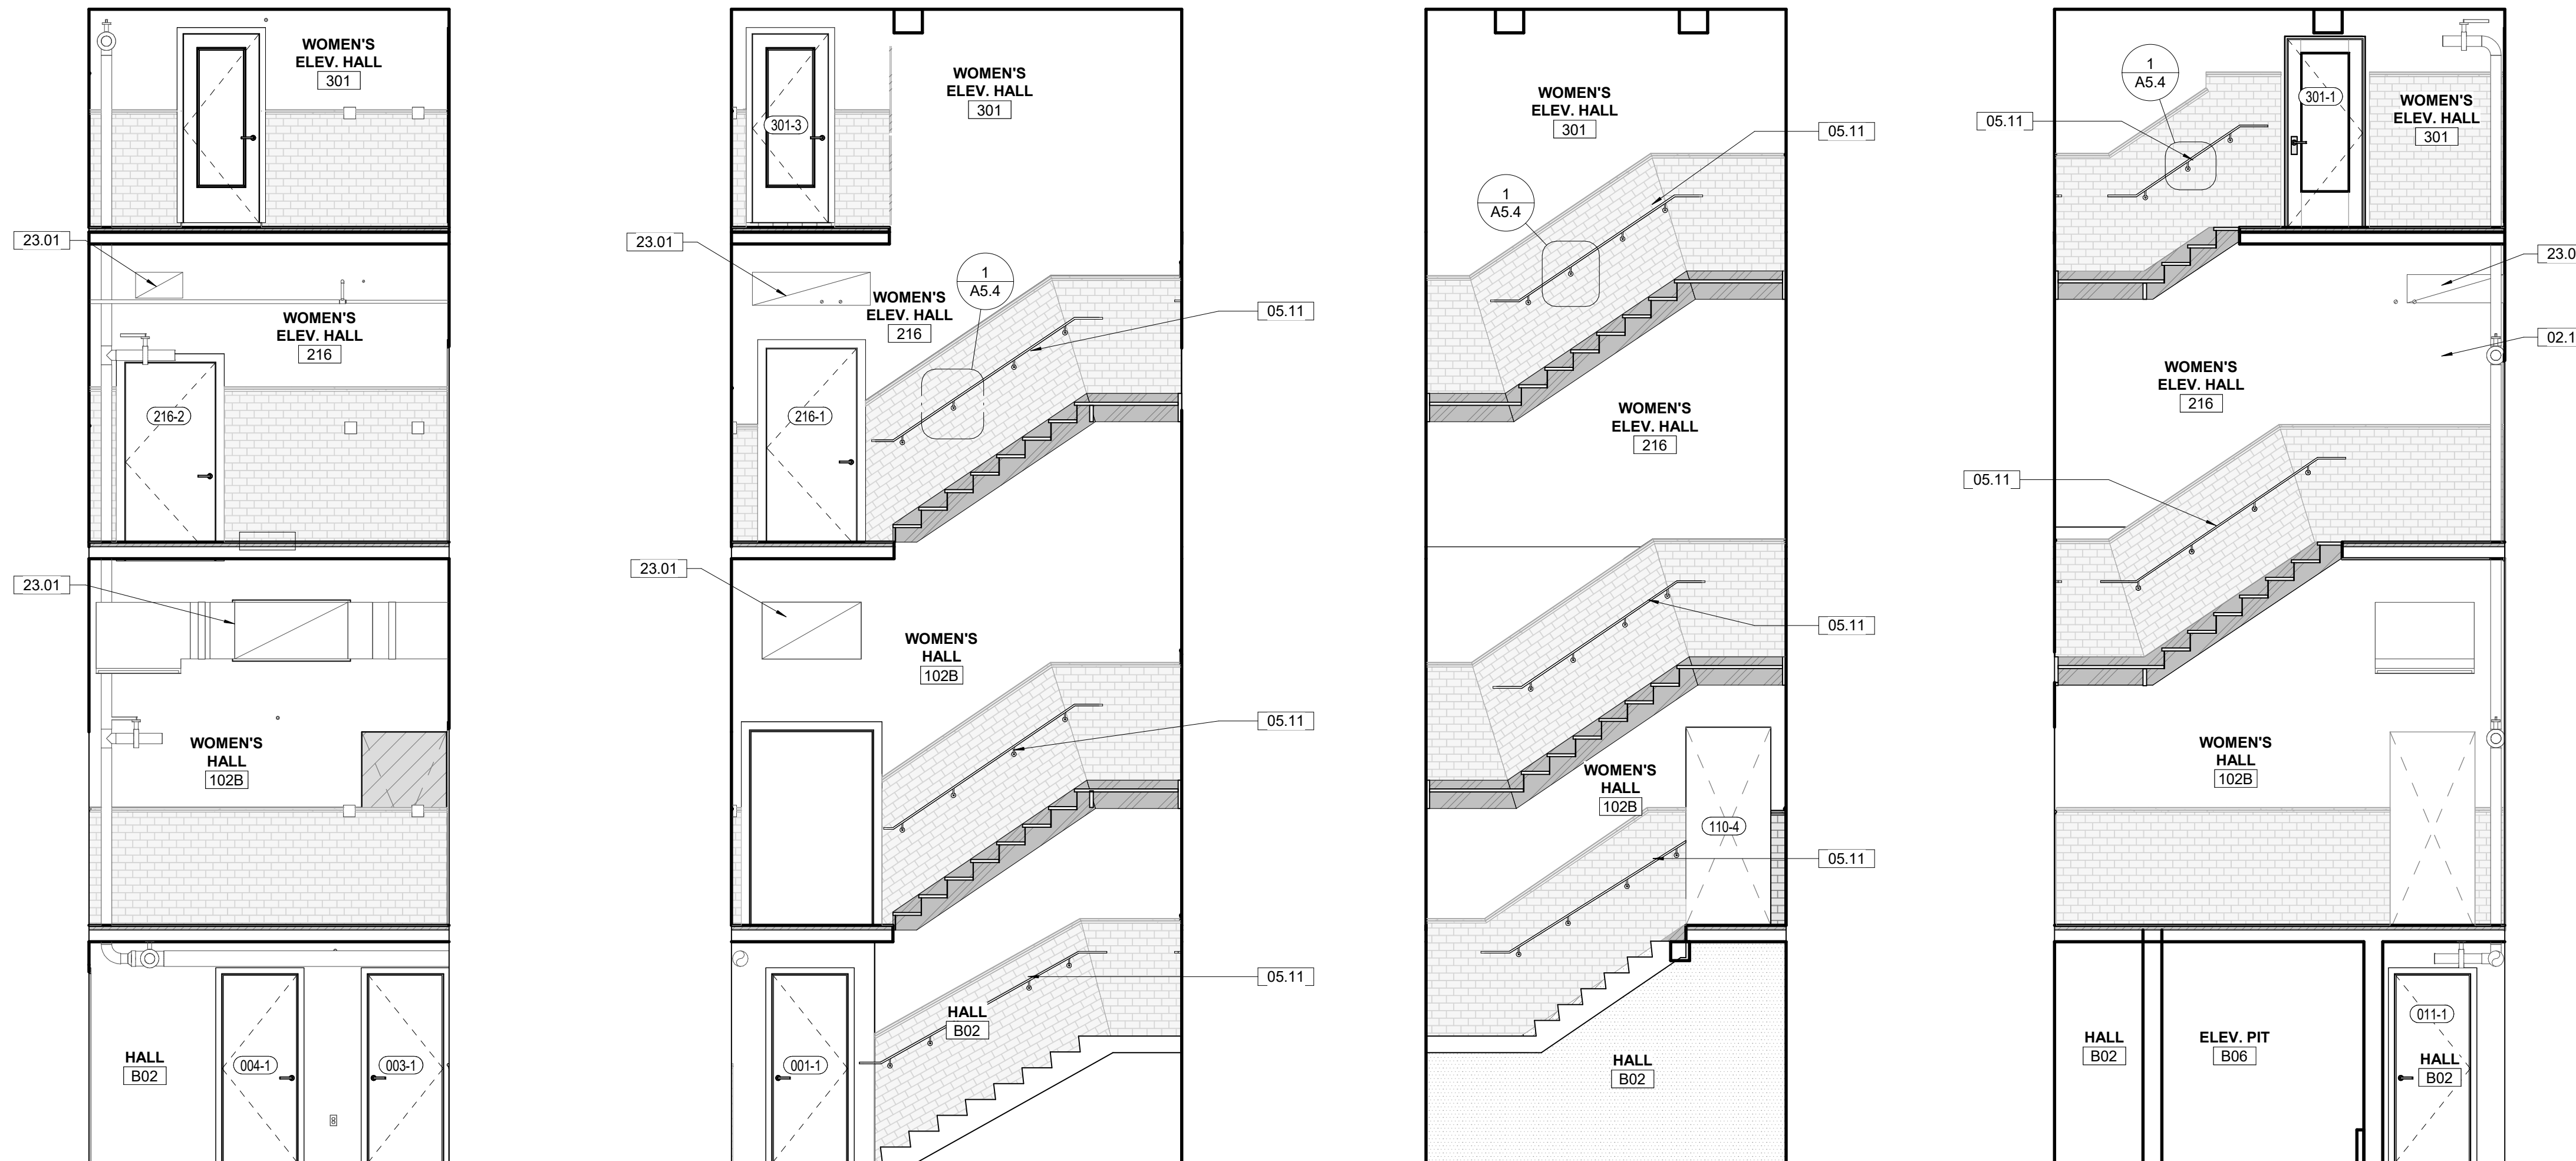 WOMEN'S
ELEV. HALL
301
23.01
WOMEN'S
ELEV. HALL
216
216-2
23.01
WOMEN'S
HALL
102B
HALL
B02
004-1
003-1
WOMEN'S
ELEV. HALL
301
301-3
23.01
1
A5.4
WOMEN'S
ELEV. HALL
216
05.11
216-1
23.01
WOMEN'S
HALL
102B
05.11
05.11
HALL
B02
001-1
WOMEN'S
ELEV. HALL
301
05.11
1
A5.4
WOMEN'S
ELEV. HALL
216
05.11
WOMEN'S
HALL
102B
110-4
05.11
HALL
B02
1
A5.4
301-1
WOMEN'S
ELEV. HALL
301
05.11
23.0
02.1
WOMEN'S
ELEV. HALL
216
05.11
WOMEN'S
HALL
102B
011-1
HALL
B02
ELEV. PIT
B06
HALL
B02